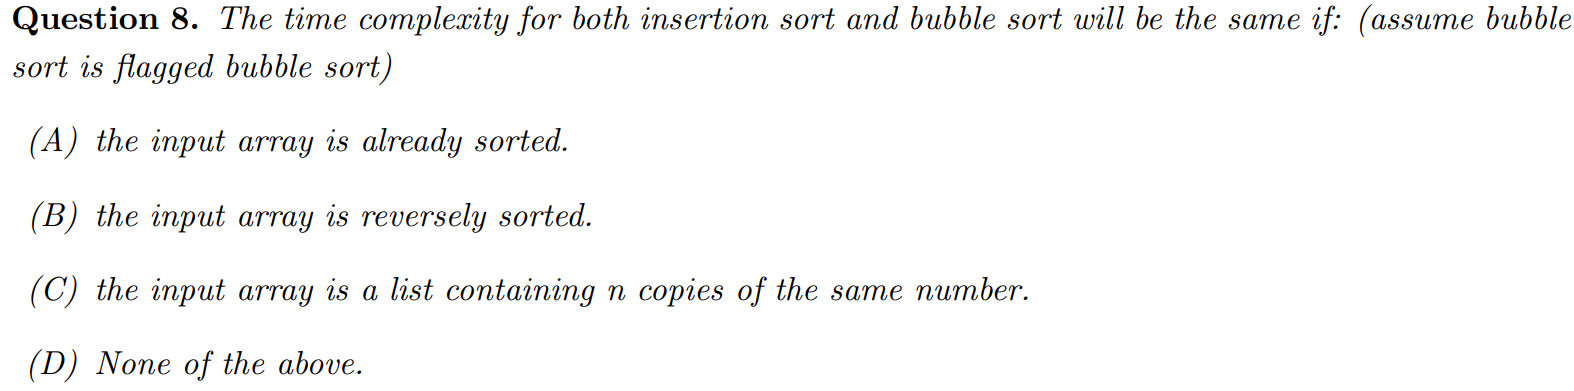 Question 8. The time complexity for both insertion sort and bubble sort will be the same if: (assume bubble
sort is flagged bubble sort)
(A) the input array is already sorted.
(B) the input array is reversely sorted.
(C) the input array is a list containing n copies of the same number.
(D) None of the above.